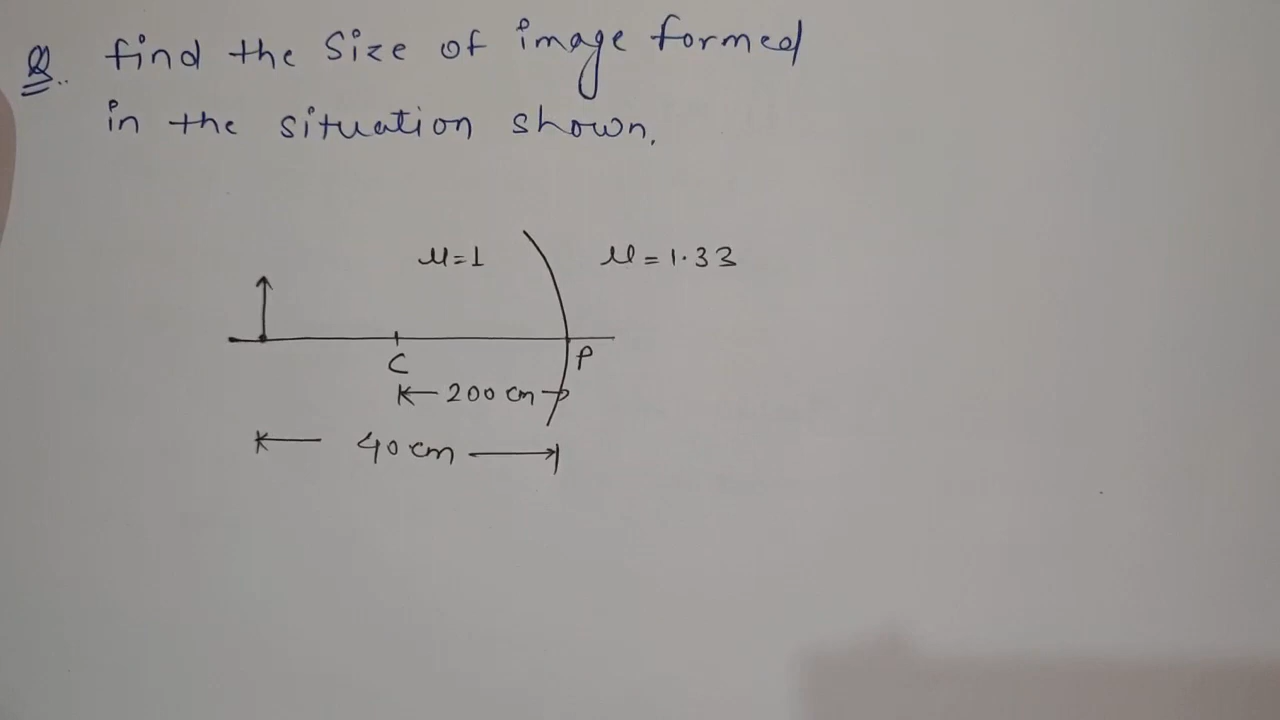 Q.. find the Size of image formed
in the situation shown.
μ=1 μ = 1.33
C P
200 cm
40 cm